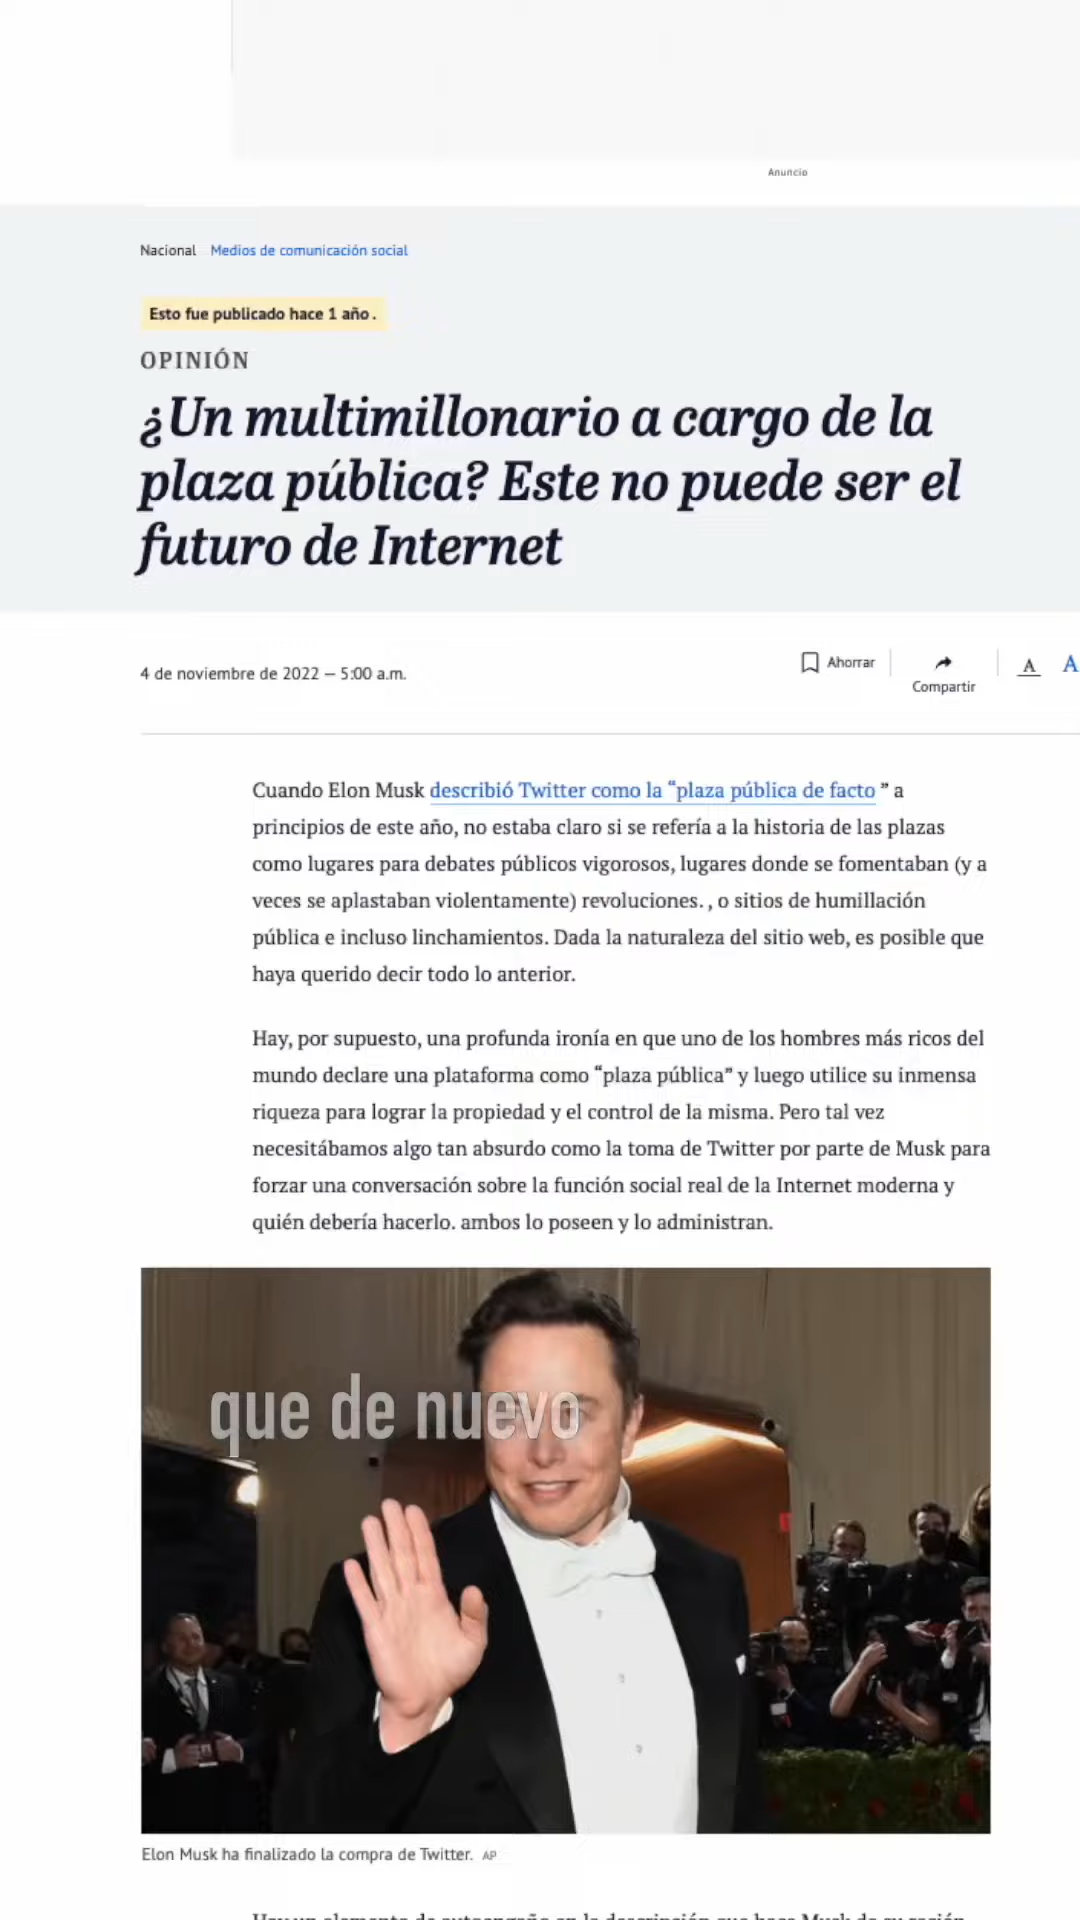 Anuncio
Nacional Medios de comunicación social
Esto fue publicado hace 1 año .
OPINIÓN
¿Un multimillonario a cargo de la
plaza pública? Este no puede ser el
futuro de Internet
4 de noviembre de 2022 — 5:00 a.m.
Ahorrar
Compartir
A A
Cuando Elon Musk describió Twitter como la “plaza pública de facto ” a
principios de este año, no estaba claro si se refería a la historia de las plazas
como lugares para debates públicos vigorosos, lugares donde se fomentaban (y a
veces se aplastaban violentamente) revoluciones. , o sitios de humillación
pública e incluso linchamientos. Dada la naturaleza del sitio web, es posible que
haya querido decir todo lo anterior.
Hay, por supuesto, una profunda ironía en que uno de los hombres más ricos del
mundo declare una plataforma como “plaza pública” y luego utilice su inmensa
riqueza para lograr la propiedad y el control de la misma. Pero tal vez
necesitábamos algo tan absurdo como la toma de Twitter por parte de Musk para
forzar una conversación sobre la función social real de la Internet moderna y
quién debería hacerlo. ambos lo poseen y lo administran.
que de nuevo
Elon Musk ha finalizado la compra de Twitter. AP